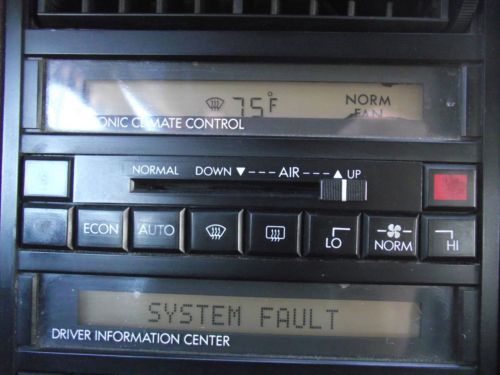 75°F NORM
FAN
ONIC CLIMATE CONTROL
NORMAL DOWN ▼ --- AIR --- ▲ UP
ECON AUTO LO NORM HI
SYSTEM FAULT
DRIVER INFORMATION CENTER